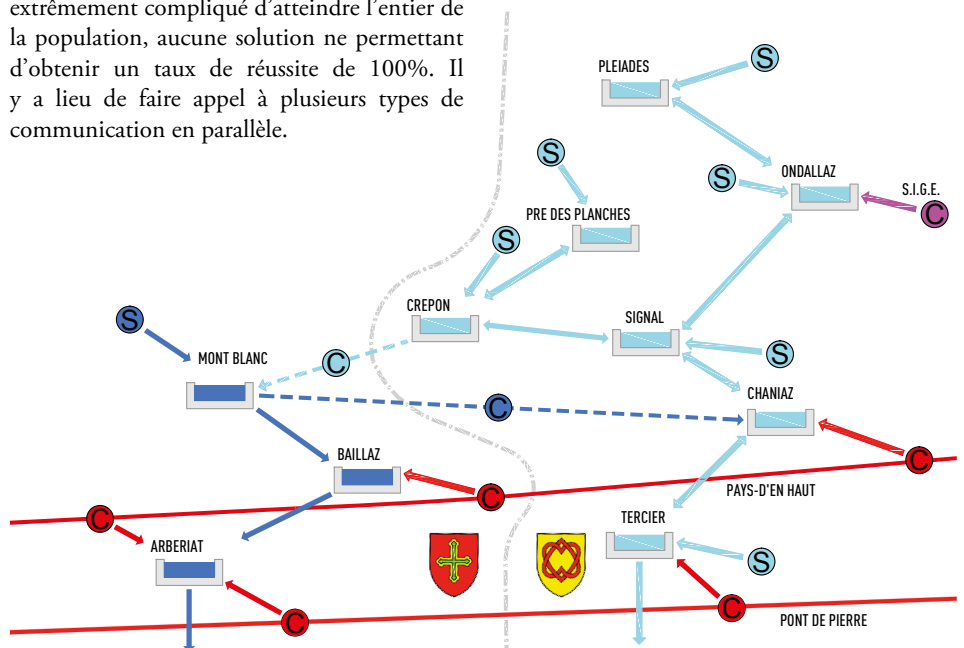 extrêmement compliqué d'atteindre l'entier de
la population, aucune solution ne permettant
d'obtenir un taux de réussite de 100%. Il
y a lieu de faire appel à plusieurs types de
communication en parallèle.
S
PLEIADES
S
ONDALLAZ
S
S.I.G.E.
C
PRE DES PLANCHES
S
CREPON
SIGNAL
S
MONT BLANC
C
S
CHANIAZ
C
BAILLAZ
C
C
PAYS-D'EN HAUT
C
TERCIER
ARBERIAT
S
C
C
PONT DE PIERRE